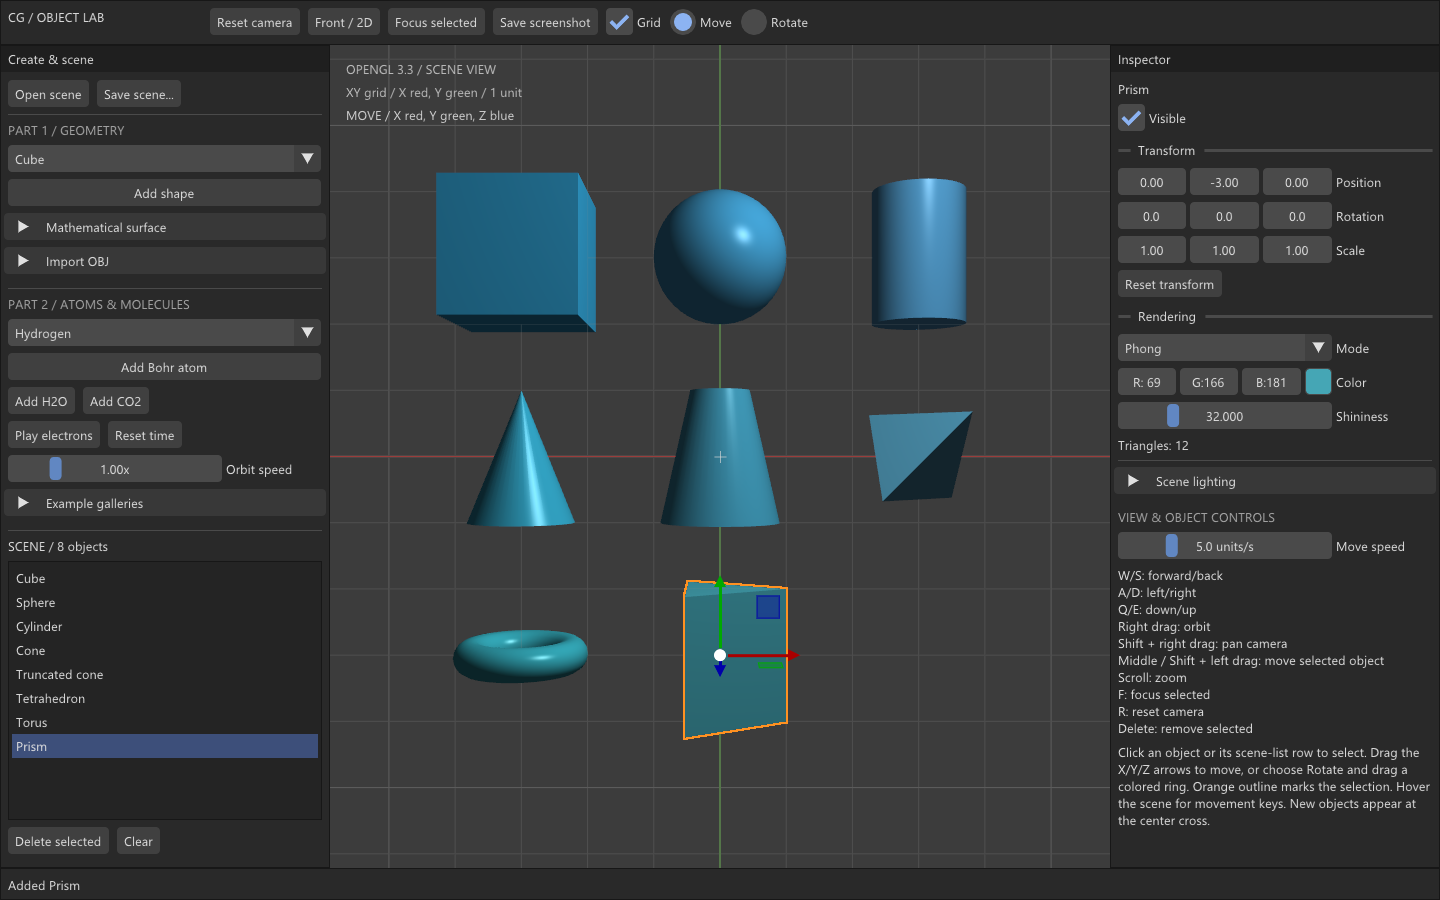 CG / OBJECT LAB
Reset camera
Front / 2D
Focus selected
Save screenshot
Grid
Move
Rotate
Create & scene
Open scene
Save scene...
PART 1 / GEOMETRY
Cube
Add shape
Mathematical surface
Import OBJ
PART 2 / ATOMS & MOLECULES
Hydrogen
Add Bohr atom
Add H2O
Add CO2
Play electrons
Reset time
1.00x
Orbit speed
Example galleries
SCENE / 8 objects
Cube
Sphere
Cylinder
Cone
Truncated cone
Tetrahedron
Torus
Prism
Delete selected
Clear
Added Prism
OPENGL 3.3 / SCENE VIEW
XY grid / X red, Y green / 1 unit
MOVE / X red, Y green, Z blue
Inspector
Prism
Visible
Transform
0.00 -3.00 0.00 Position
0.0 0.0 0.0 Rotation
1.00 1.00 1.00 Scale
Reset transform
Rendering
Phong Mode
R: 69 G:166 B:181 Color
32.000 Shininess
Triangles: 12
Scene lighting
VIEW & OBJECT CONTROLS
5.0 units/s Move speed
W/S: forward/back
A/D: left/right
Q/E: down/up
Right drag: orbit
Shift + right drag: pan camera
Middle / Shift + left drag: move selected object
Scroll: zoom
F: focus selected
R: reset camera
Delete: remove selected
Click an object or its scene-list row to select. Drag the
X/Y/Z arrows to move, or choose Rotate and drag a
colored ring. Orange outline marks the selection. Hover
the scene for movement keys. New objects appear at
the center cross.